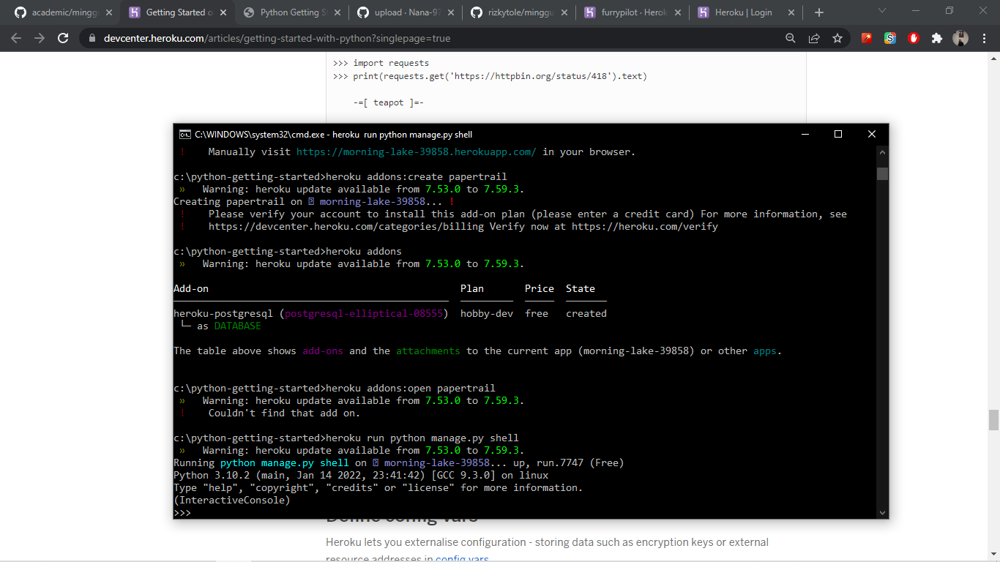 academic/minggu
Getting Started o
Python Getting S
upload · Nana-97
rizkytole/minggu
furrypilot · Herok
Heroku | Login
devcenter.heroku.com/articles/getting-started-with-python?singlepage=true
>>> import requests
>>> print(requests.get('https://httpbin.org/status/418').text)
-=[ teapot ]=-
C:\WINDOWS\system32\cmd.exe - heroku  run python manage.py shell
!    Manually visit https://morning-lake-39858.herokuapp.com/ in your browser.
c:\python-getting-started>heroku addons:create papertrail
»   Warning: heroku update available from 7.53.0 to 7.59.3.
Creating papertrail on morning-lake-39858... !
!    Please verify your account to install this add-on plan (please enter a credit card) For more information, see
!    https://devcenter.heroku.com/categories/billing Verify now at https://heroku.com/verify
c:\python-getting-started>heroku addons
»   Warning: heroku update available from 7.53.0 to 7.59.3.
Add-on Plan Price State
heroku-postgresql (postgresql-elliptical-08555) hobby-dev free created
└─ as DATABASE
The table above shows add-ons and the attachments to the current app (morning-lake-39858) or other apps.
c:\python-getting-started>heroku addons:open papertrail
»   Warning: heroku update available from 7.53.0 to 7.59.3.
!    Couldn't find that add on.
c:\python-getting-started>heroku run python manage.py shell
»   Warning: heroku update available from 7.53.0 to 7.59.3.
Running python manage.py shell on morning-lake-39858... up, run.7747 (Free)
Python 3.10.2 (main, Jan 14 2022, 23:41:42) [GCC 9.3.0] on linux
Type "help", "copyright", "credits" or "license" for more information.
(InteractiveConsole)
>>>
Define config vars
Heroku lets you externalise configuration - storing data such as encryption keys or external
resource addresses in config vars.